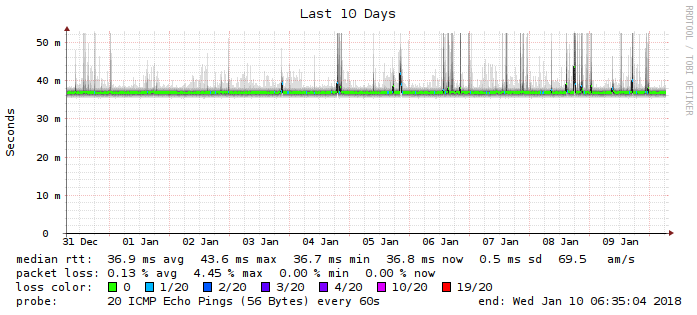 Last 10 Days
RRDTOOL / TOBI OETIKER
Seconds
50 m
40 m
30 m
20 m
10 m
0
31 Dec 01 Jan 02 Jan 03 Jan 04 Jan 05 Jan 06 Jan 07 Jan 08 Jan 09 Jan
median rtt: 36.9 ms avg 43.6 ms max 36.7 ms min 36.8 ms now 0.5 ms sd 69.5 am/s
packet loss: 0.13 % avg 4.45 % max 0.00 % min 0.00 % now
loss color: 0 1/20 2/20 3/20 4/20 10/20 19/20
probe: 20 ICMP Echo Pings (56 Bytes) every 60s end: Wed Jan 10 06:35:04 2018